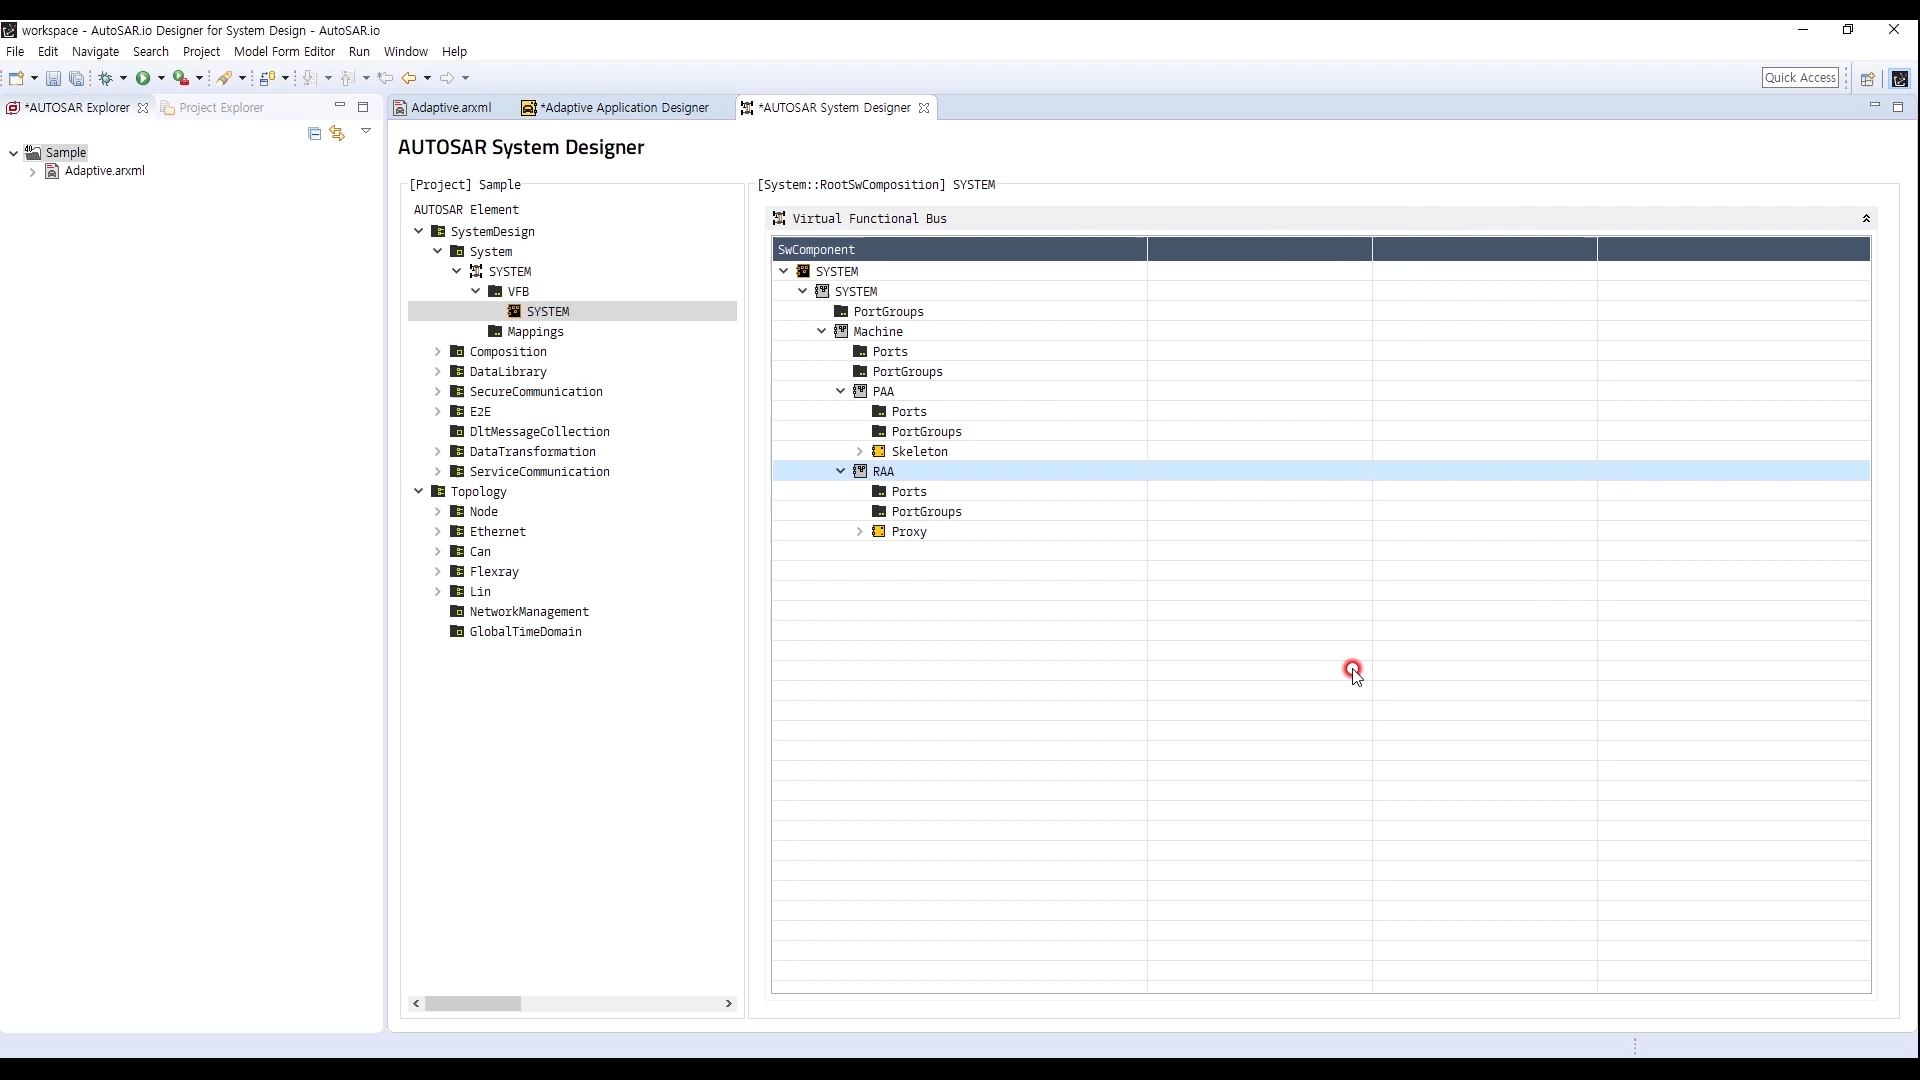 workspace - AutoSAR.io Designer for System Design - AutoSAR.io
File Edit Navigate Search Project Model Form Editor Run Window Help
Quick Access
*AUTOSAR Explorer Project Explorer
Adaptive.arxml *Adaptive Application Designer *AUTOSAR System Designer
Sample
Adaptive.arxml
AUTOSAR System Designer
[Project] Sample
AUTOSAR Element
SystemDesign
System
SYSTEM
VFB
SYSTEM
Mappings
Composition
DataLibrary
SecureCommunication
E2E
DltMessageCollection
DataTransformation
ServiceCommunication
Topology
Node
Ethernet
Can
Flexray
Lin
NetworkManagement
GlobalTimeDomain
[System::RootSwComposition] SYSTEM
Virtual Functional Bus
SwComponent
SYSTEM
SYSTEM
PortGroups
Machine
Ports
PortGroups
PAA
Ports
PortGroups
Skeleton
RAA
Ports
PortGroups
Proxy